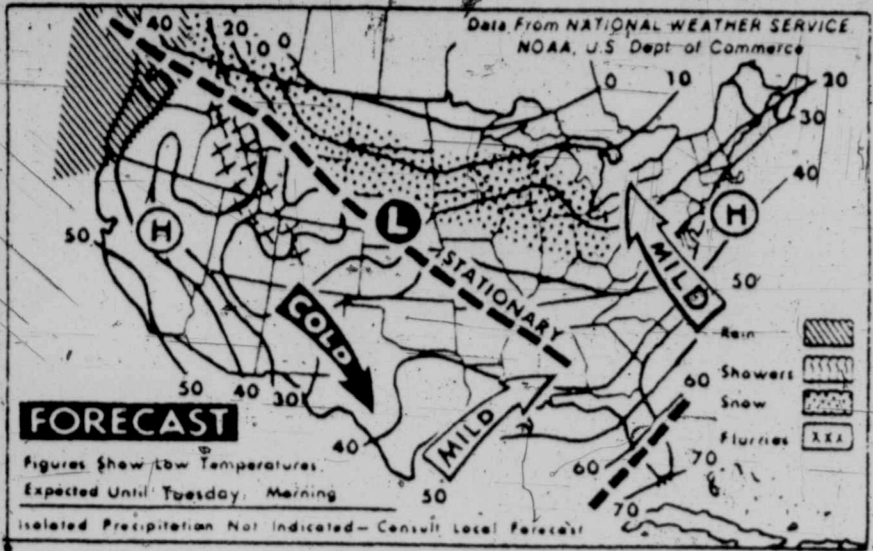 Data From NATIONAL WEATHER SERVICE
NOAA, U.S. Dept of Commerce
40
20
10
0
0
10
20
30
40
H
L
H
50
STATIONARY
MILD
50
COLD
Rain
Showers
Snow
Flurries
50
40
30
60
FORECAST
40
MILD
60
70
Figures Show Low Temperatures
Expected Until Tuesday Morning
50
70
Isolated Precipitation Not Indicated – Consult Local Forecast